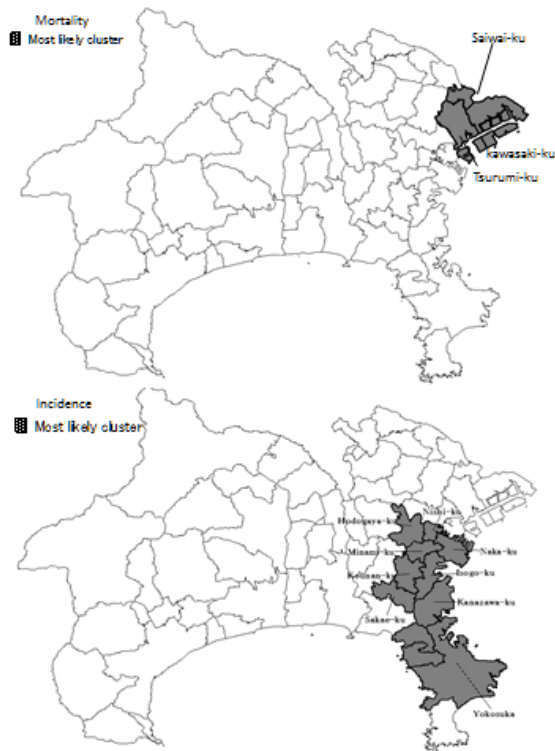 Mortality
Most likely cluster
Saiwai-ku
kawasaki-ku
Tsurumi-ku
Incidence
Most likely cluster
Nishi-ku
Hodogaya-ku
Minami-ku
Naka-ku
Konan-ku
Isogo-ku
Kanazawa-ku
Sakae-ku
Yokosuka